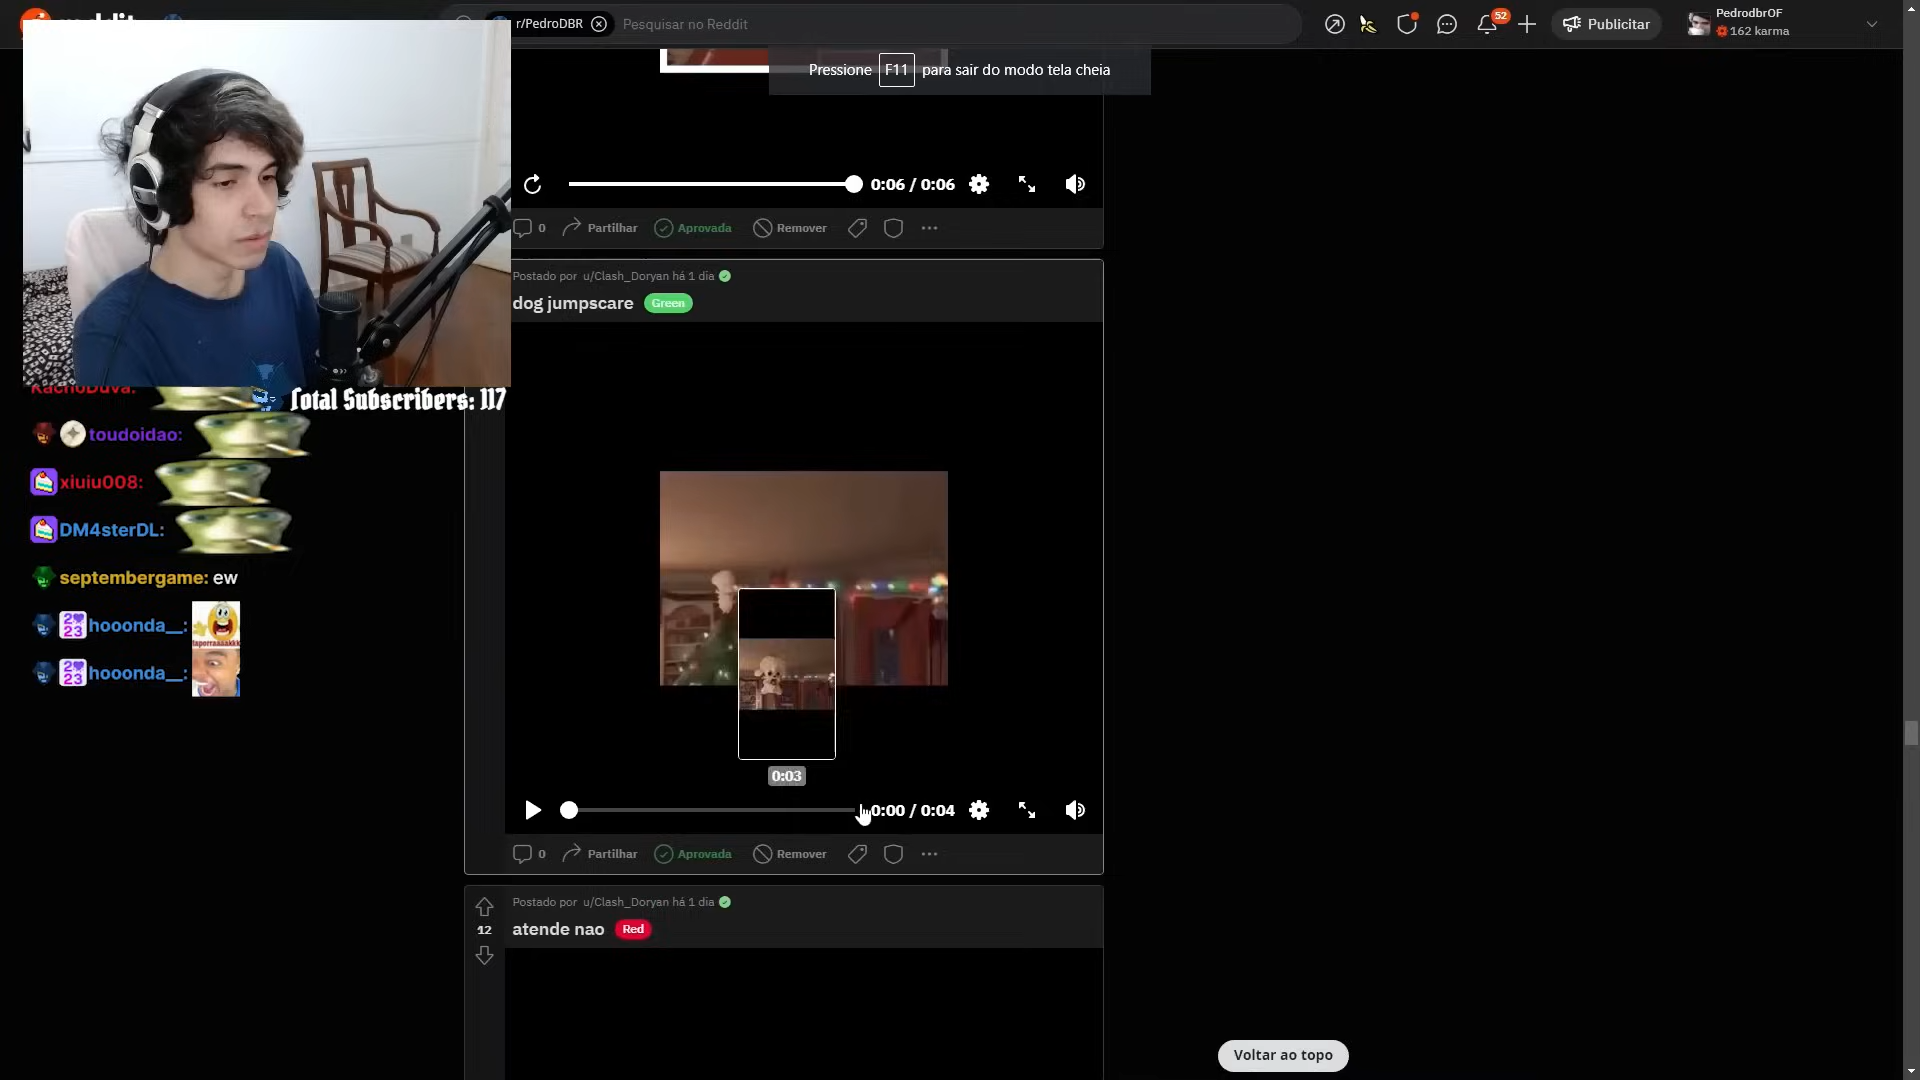 r/PedroDBR
Pesquisar no Reddit
52
Publicitar
PedrodbrOF
162 karma
Pressione F11 para sair do modo tela cheia
0:06 / 0:06
0 Partilhar Aprovada Remover
Postado por u/Clash_Doryan há 1 dia
dog jumpscare Green
KachoDuva:
Total Subscribers: 117
toudoidao:
xiuiu008:
DM4sterDL:
septembergame: ew
hooonda__:
hooonda__:
0:03
0:00 / 0:04
0 Partilhar Aprovada Remover
Postado por u/Clash_Doryan há 1 dia
12
atende nao Red
Voltar ao topo